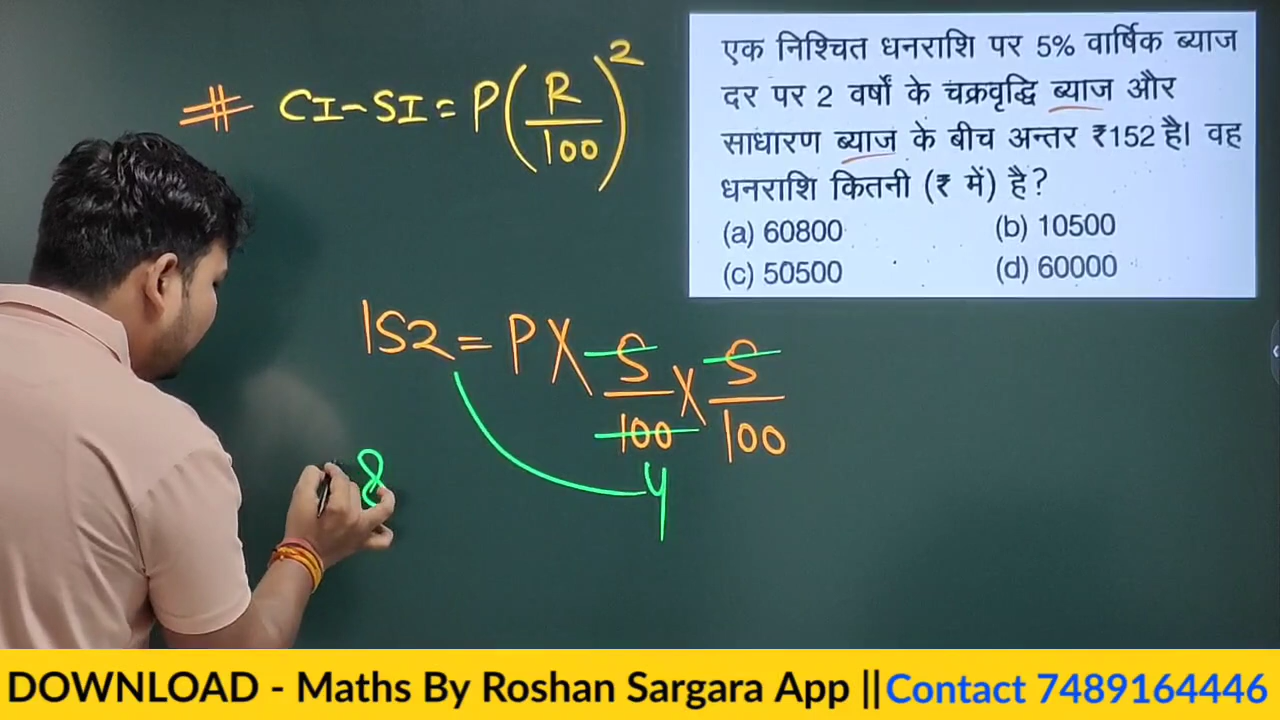 # CI-SI = P(R/100)²
एक निश्चित धनराशि पर 5% वार्षिक ब्याज
दर पर 2 वर्षों के चक्रवृद्धि ब्याज और
साधारण ब्याज के बीच अन्तर ₹152 है। वह
धनराशि कितनी (₹ में) है?
(a) 60800 (b) 10500
(c) 50500 (d) 60000
152 = P X 5/100 X 5/100
4
8
DOWNLOAD - Maths By Roshan Sargara App || Contact 7489164446